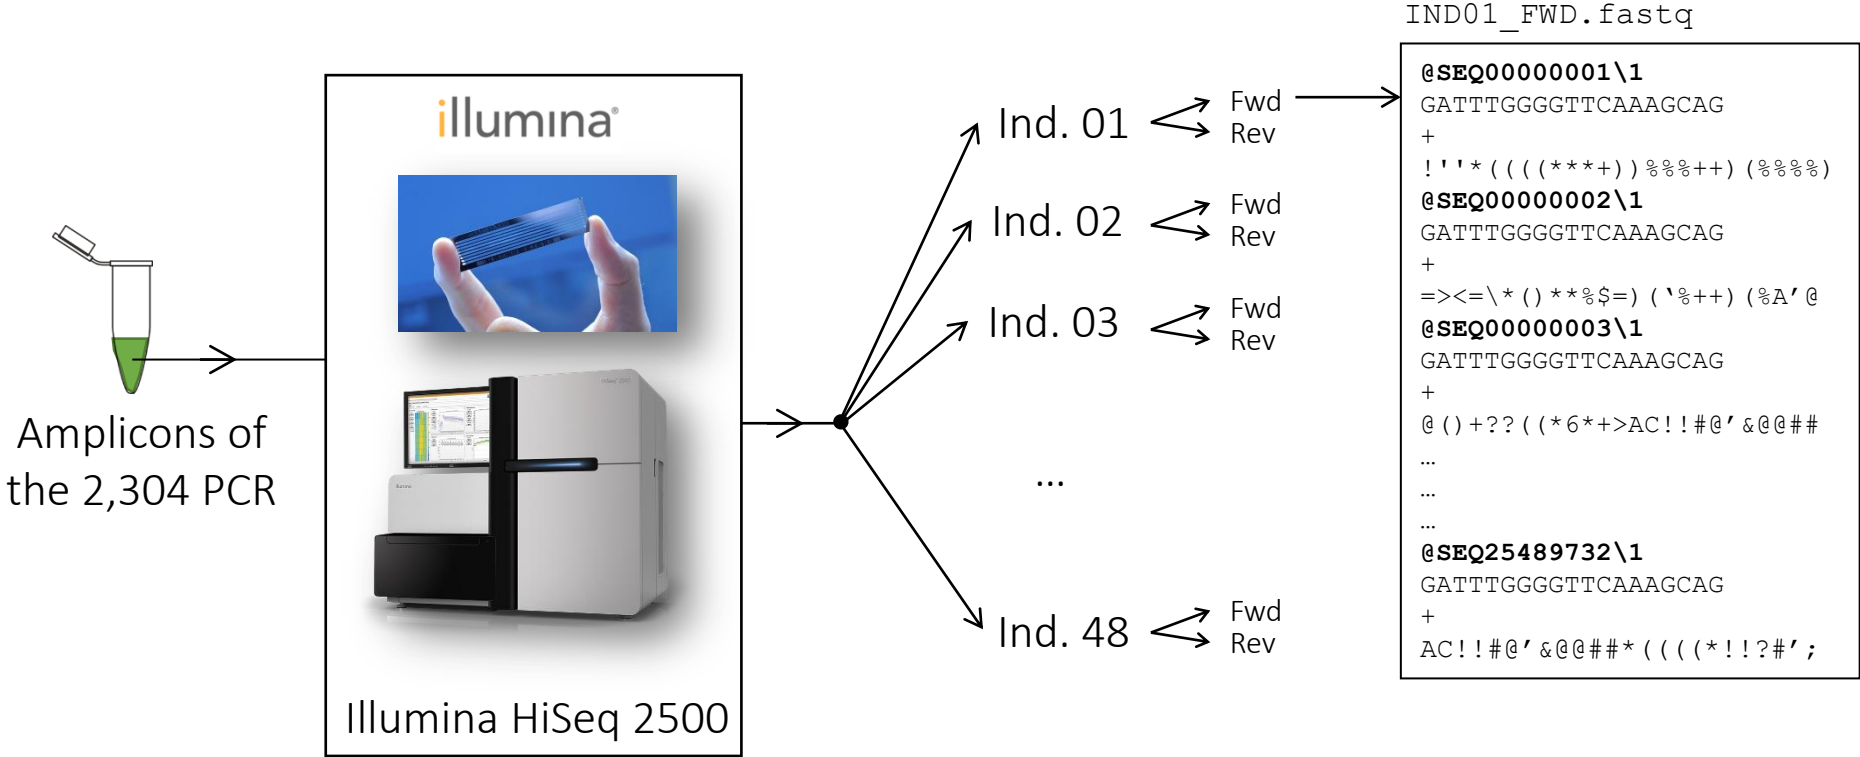 IND01_FWD.fastq
illumina®
Amplicons of
the 2,304 PCR
Illumina HiSeq 2500
Ind. 01
Fwd
Rev
Ind. 02
Fwd
Rev
Ind. 03
Fwd
Rev
...
Ind. 48
Fwd
Rev
@SEQ00000001\1
GATTTGGGGTTCAAAGCAG
+
!''*((((***+))%%%++)(%%%%)
@SEQ00000002\1
GATTTGGGGTTCAAAGCAG
+
=><=\*()**%$=)(‘%++)(%A’@
@SEQ00000003\1
GATTTGGGGTTCAAAGCAG
+
@()+??((*6*+>AC!!#@’&@@##
…
…
…
@SEQ25489732\1
GATTTGGGGTTCAAAGCAG
+
AC!!#@’&@@##*((((*!!?#’;